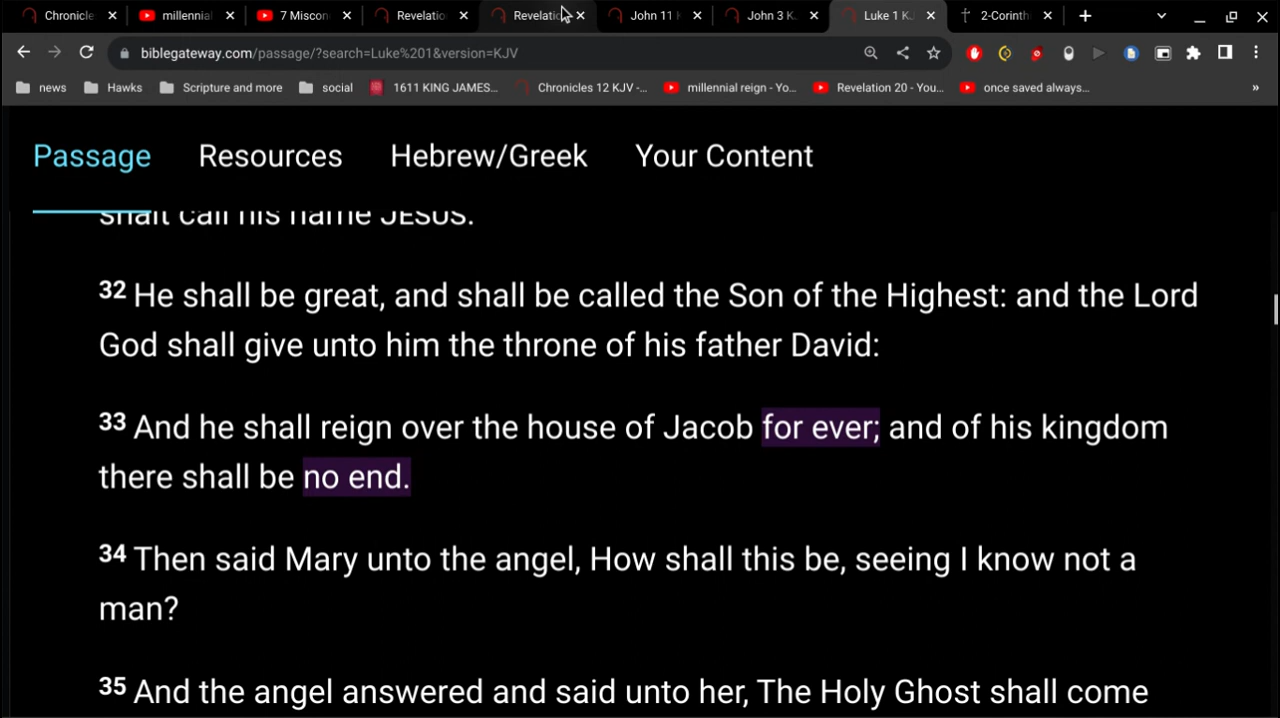 Chronicle millennial 7 Miscon Revelatio Revelatio John 11 John 3 K Luke 1 KJ 2-Corinth
biblegateway.com/passage/?search=Luke%201&version=KJV
news Hawks Scripture and more social 1611 KING JAMES... Chronicles 12 KJV -... millennial reign - Yo... Revelation 20 - You... once saved always... »
Passage Resources Hebrew/Greek Your Content
shalt call his name JESUS.
32 He shall be great, and shall be called the Son of the Highest: and the Lord
God shall give unto him the throne of his father David:
33 And he shall reign over the house of Jacob for ever; and of his kingdom
there shall be no end.
34 Then said Mary unto the angel, How shall this be, seeing I know not a
man?
35 And the angel answered and said unto her, The Holy Ghost shall come